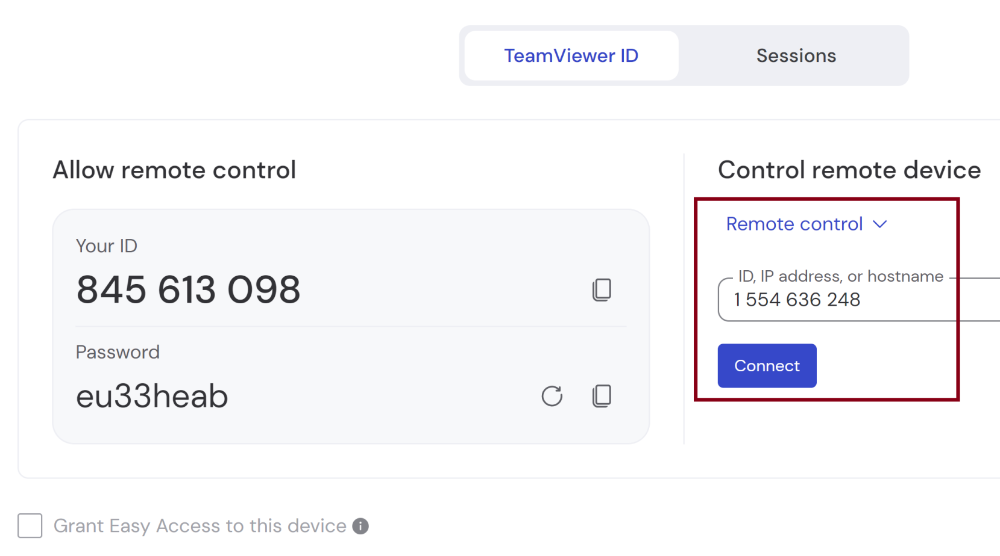 TeamViewer ID
Sessions
Allow remote control
Your ID
845 613 098
Password
eu33heab
Control remote device
Remote control
ID, IP address, or hostname
1 554 636 248
Connect
Grant Easy Access to this device